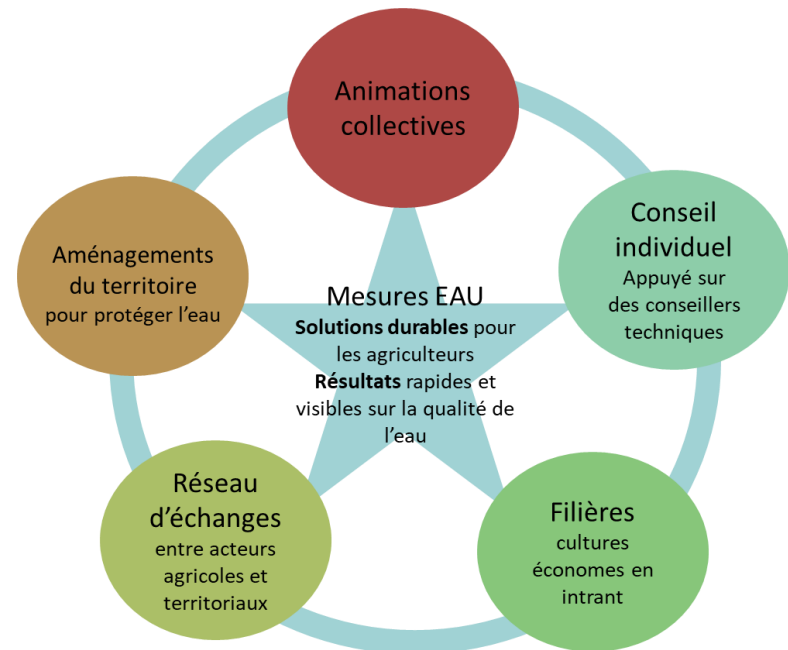 Animations
collectives
Conseil
individuel
Appuyé sur
des conseillers
techniques
Aménagements
du territoire
pour protéger l'eau
Mesures EAU
Solutions durables pour
les agriculteurs
Résultats rapides et
visibles sur la qualité de
l'eau
Réseau
d'échanges
entre acteurs
agricoles et
territoriaux
Filières
cultures
économes en
intrant